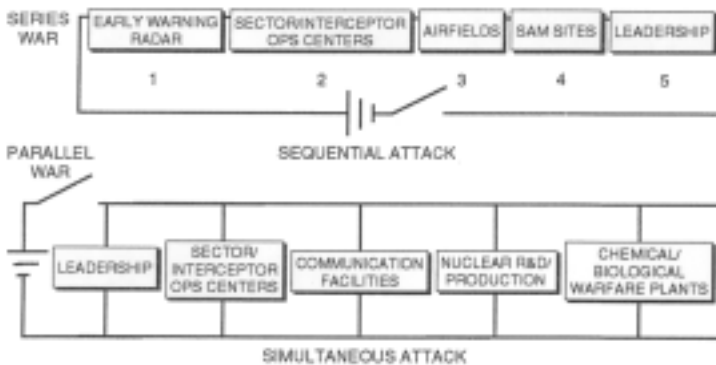 SERIES
WAR
EARLY WARNING
RADAR
SECTOR/INTERCEPTOR
OPS CENTERS
AIRFIELDS
SAM SITES
LEADERSHIP
1 2 3 4 5
SEQUENTIAL ATTACK
PARALLEL
WAR
LEADERSHIP
SECTOR/
INTERCEPTOR
OPS CENTERS
COMMUNICATION
FACILITIES
NUCLEAR R&D/
PRODUCTION
CHEMICAL/
BIOLOGICAL
WARFARE PLANTS
SIMULTANEOUS ATTACK